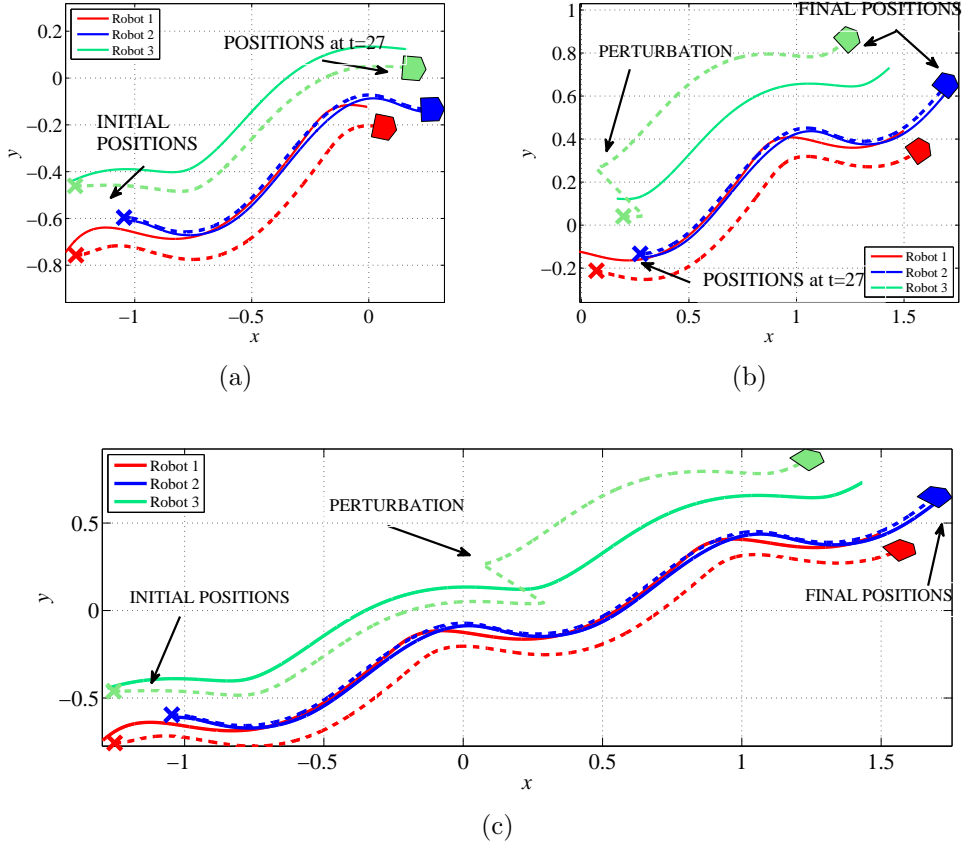 Robot 1
Robot 2
Robot 3
POSITIONS at t=27
INITIAL
POSITIONS
0.2
0
−0.2
−0.4
−0.6
−0.8
y
−1
−0.5
0
x
(a)
FINAL POSITIONS
PERTURBATION
POSITIONS at t=27
Robot 1
Robot 2
Robot 3
1
0.8
0.6
0.4
0.2
0
−0.2
y
0
0.5
1
1.5
x
(b)
Robot 1
Robot 2
Robot 3
PERTURBATION
INITIAL POSITIONS
FINAL POSITIONS
0.5
0
−0.5
y
−1
−0.5
0
0.5
1
1.5
x
(c)